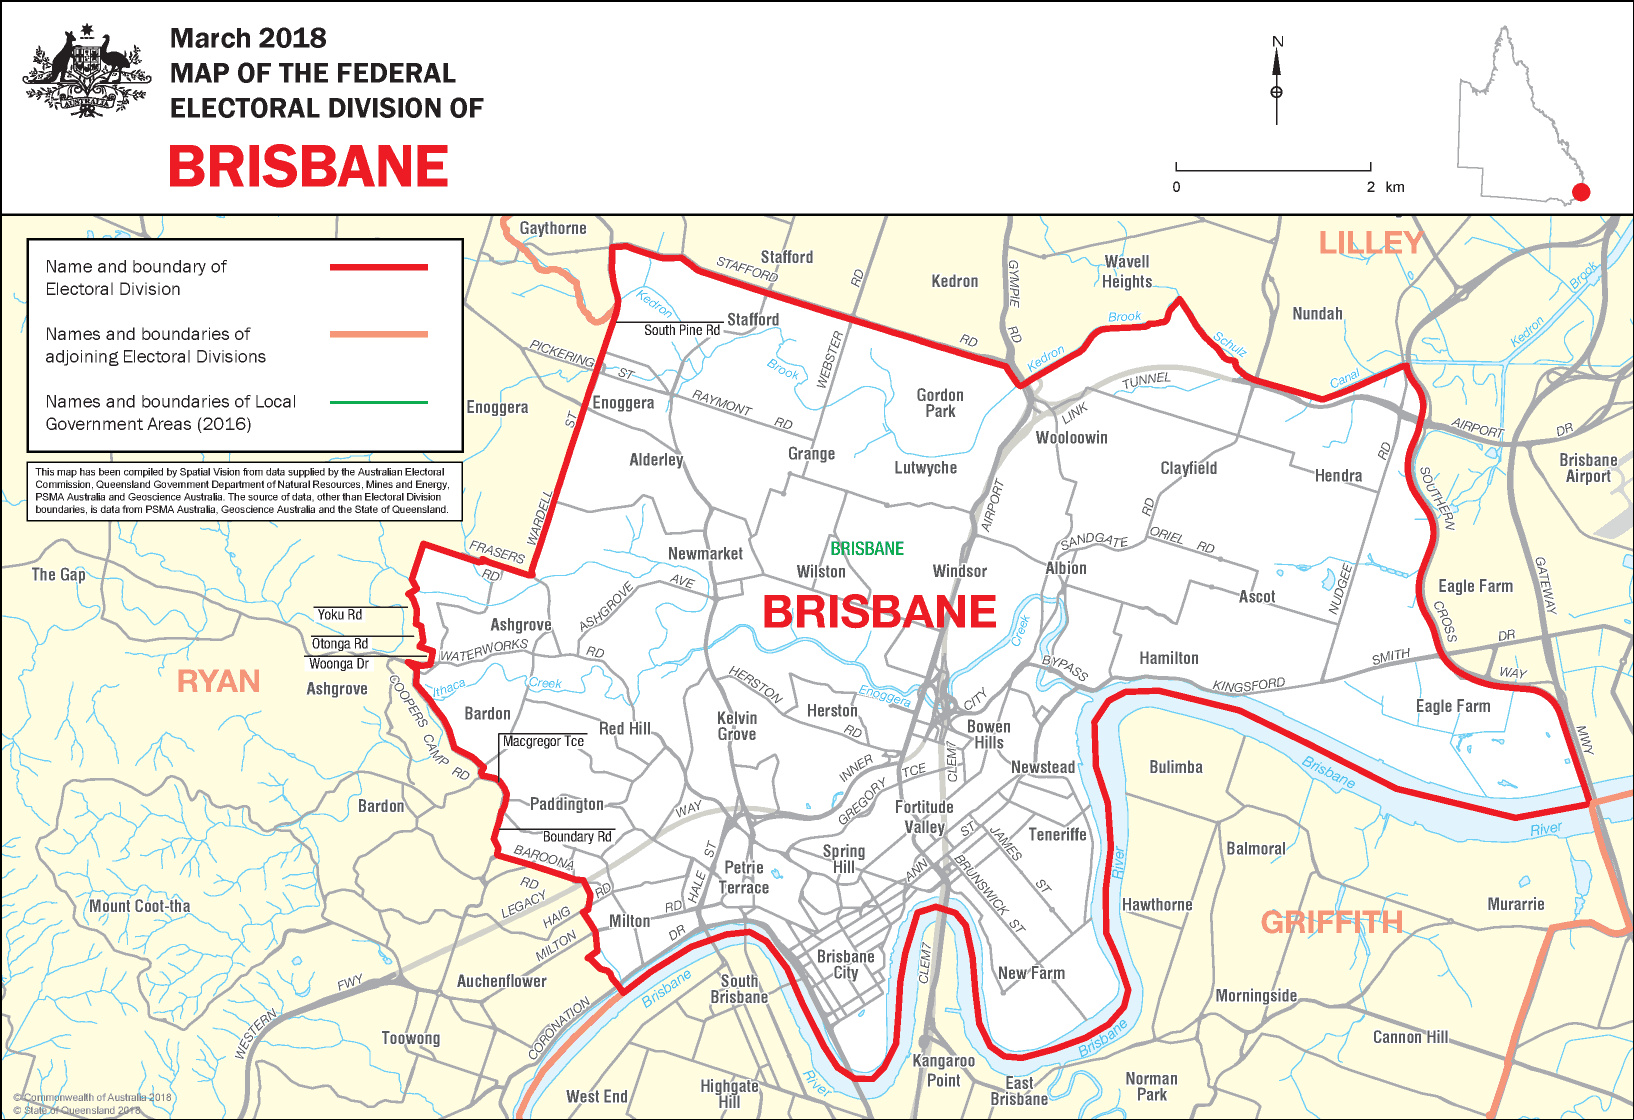 March 2018
MAP OF THE FEDERAL
ELECTORAL DIVISION OF
BRISBANE
AUSTRALIA
N
0
2 km
Name and boundary of
Electoral Division
Names and boundaries of
adjoining Electoral Divisions
Names and boundaries of Local
Government Areas (2016)
This map has been compiled by Spatial Vision from data supplied by the Australian Electoral
Commission, Queensland Government Department of Natural Resources, Mines and Energy,
PSMA Australia and Geoscience Australia. The source of data, other than Electoral Division
boundaries, is data from PSMA Australia, Geoscience Australia and the State of Queensland.
Gaythorne
Stafford
STAFFORD
RD
Kedron
GYMPIE
RD
Wavell
Heights
LILLEY
Nundah
Brook
Kedron
Kedron
South Pine Rd
Stafford
Brook
WEBSTER
RD
Kedron
Brook
Schulz
Canal
PICKERING
ST
Enoggera
ST
Enoggera
RAYMONT
RD
Gordon
Park
TUNNEL
LINK
AIRPORT
Wooloowin
AIRPORT
DR
Brisbane
Airport
Alderley
Grange
Lutwyche
Clayfield
Hendra
RD
NUDGEE
SOUTHERN
CROSS
WAY
WARDELL
FRASERS
RD
The Gap
Newmarket
BRISBANE
Wilston
Windsor
SANDGATE
RD
ORIEL
RD
Albion
GATEWAY
MWY
Eagle Farm
Yoku Rd
Otonga Rd
Woonga Dr
Ashgrove
ASHGROVE
AVE
BRISBANE
Ascot
Creek
RYAN
Ashgrove
WATERWORKS
RD
Ithaca
Creek
COOPERS
CAMP
RD
HERSTON
RD
Enoggera
BYPASS
CITY
INNER
Hamilton
KINGSFORD
SMITH
DR
Bardon
Red Hill
Kelvin
Grove
Herston
Bowen
Hills
Eagle Farm
Macgregor Tce
CLEM7
Newstead
Bulimba
Brisbane
River
Bardon
Paddington
WAY
GREGORY
TCE
Fortitude
Valley
Teneriffe
Boundary Rd
BAROONA
RD
ST
HALE
Spring
Hill
ANN
ST
JAMES
ST
BRUNSWICK
ST
River
Balmoral
Mount Coot-tha
LEGACY
HAIG
RD
Petrie
Terrace
Hawthorne
GRIFFITH
Murarrie
Milton
MILTON
RD
DR
CORONATION
Brisbane
City
CLEM7
New Farm
WESTERN
FWY
Auchenflower
Brisbane
South
Brisbane
Morningside
Toowong
Brisbane
Cannon Hill
River
Kangaroo
Point
East
Brisbane
Norman
Park
West End
Highgate
Hill
© Commonwealth of Australia 2018
© State of Queensland 2018